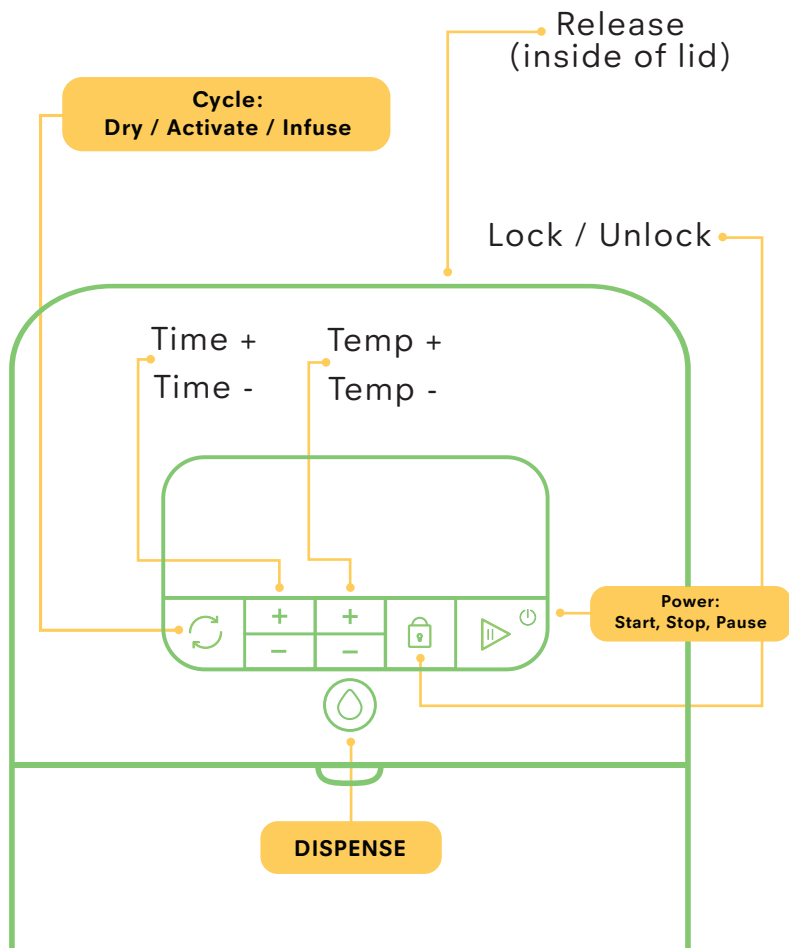 Release
(inside of lid)
Cycle:
Dry / Activate / Infuse
Lock / Unlock
Time +
Time -
Temp +
Temp -
+
+
−
−
Power:
Start, Stop, Pause
DISPENSE